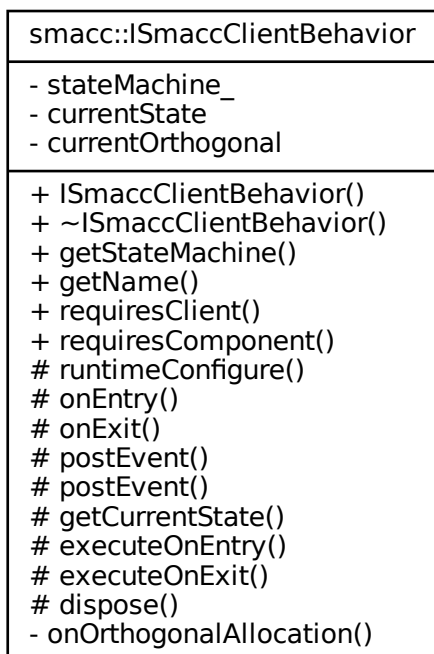 smacc::ISmaccClientBehavior
- stateMachine_
- currentState
- currentOrthogonal
+ ISmaccClientBehavior()
+ ~ISmaccClientBehavior()
+ getStateMachine()
+ getName()
+ requiresClient()
+ requiresComponent()
# runtimeConfigure()
# onEntry()
# onExit()
# postEvent()
# postEvent()
# getCurrentState()
# executeOnEntry()
# executeOnExit()
# dispose()
- onOrthogonalAllocation()